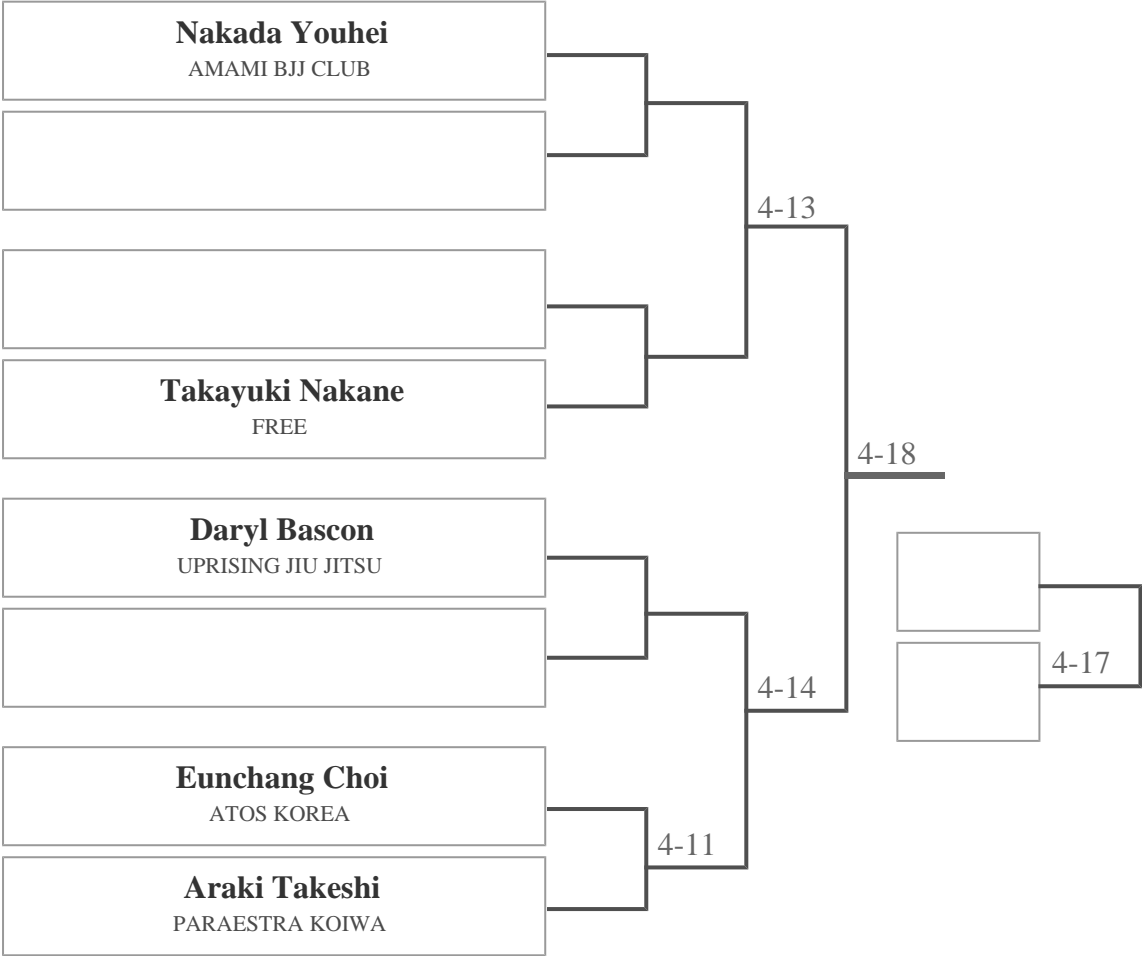 Nakada Youhei
AMAMI BJJ CLUB
4-13
Takayuki Nakane
FREE
4-18
Daryl Bascon
UPRISING JIU JITSU
4-17
4-14
Eunchang Choi
ATOS KOREA
4-11
Araki Takeshi
PARAESTRA KOIWA